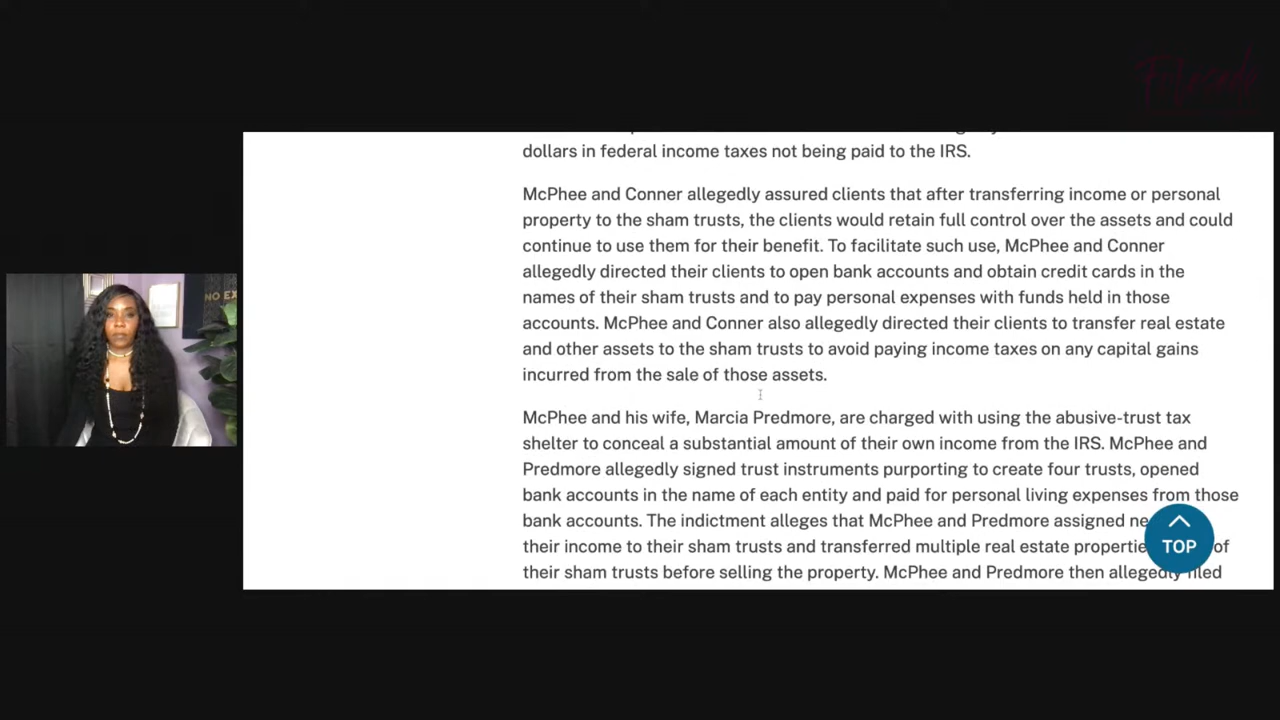 NO EX
dollars in federal income taxes not being paid to the IRS.
McPhee and Conner allegedly assured clients that after transferring income or personal
property to the sham trusts, the clients would retain full control over the assets and could
continue to use them for their benefit. To facilitate such use, McPhee and Conner
allegedly directed their clients to open bank accounts and obtain credit cards in the
names of their sham trusts and to pay personal expenses with funds held in those
accounts. McPhee and Conner also allegedly directed their clients to transfer real estate
and other assets to the sham trusts to avoid paying income taxes on any capital gains
incurred from the sale of those assets.
McPhee and his wife, Marcia Predmore, are charged with using the abusive-trust tax
shelter to conceal a substantial amount of their own income from the IRS. McPhee and
Predmore allegedly signed trust instruments purporting to create four trusts, opened
bank accounts in the name of each entity and paid for personal living expenses from those
bank accounts. The indictment alleges that McPhee and Predmore assigned ne
their income to their sham trusts and transferred multiple real estate propertie of
their sham trusts before selling the property. McPhee and Predmore then allegedly filed
TOP